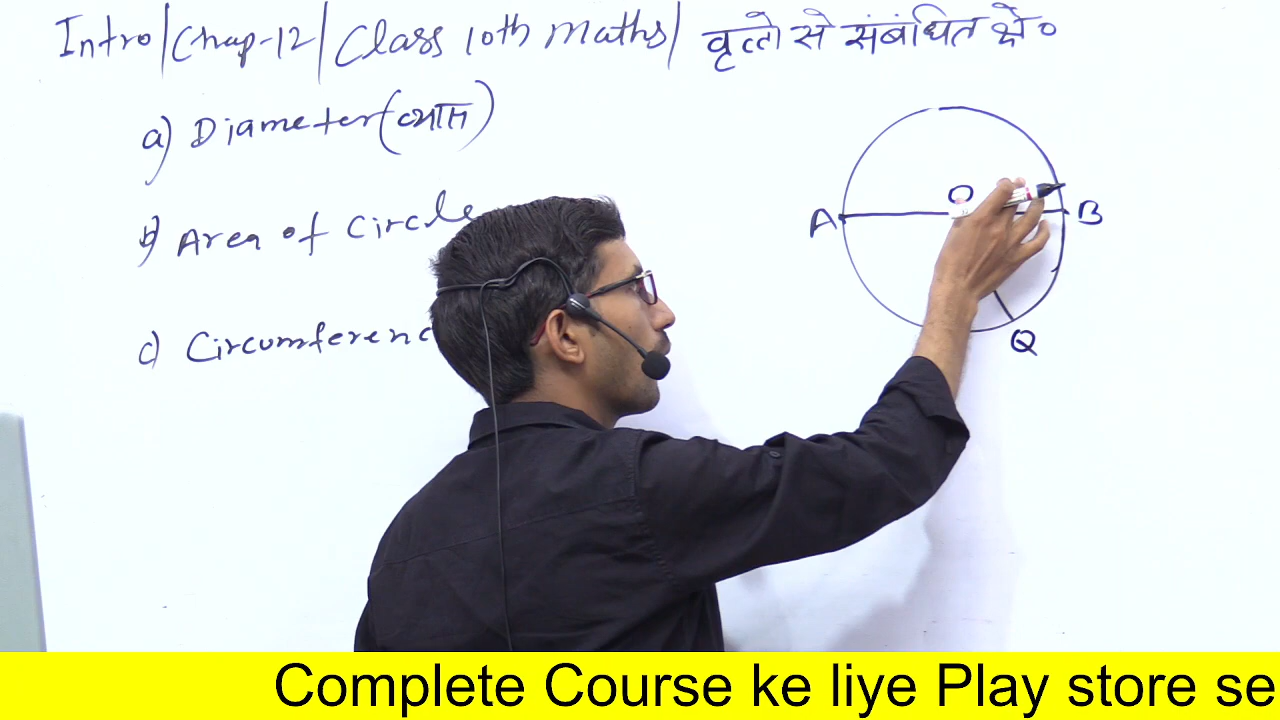 Intro/Chap-12/Class 10th Maths/ वृत्तो से संबंधित क्षे०
a) Diameter (व्यास)
b) Area of Circle
c) Circumferenc
O
A
B
Q
Complete Course ke liye Play store se